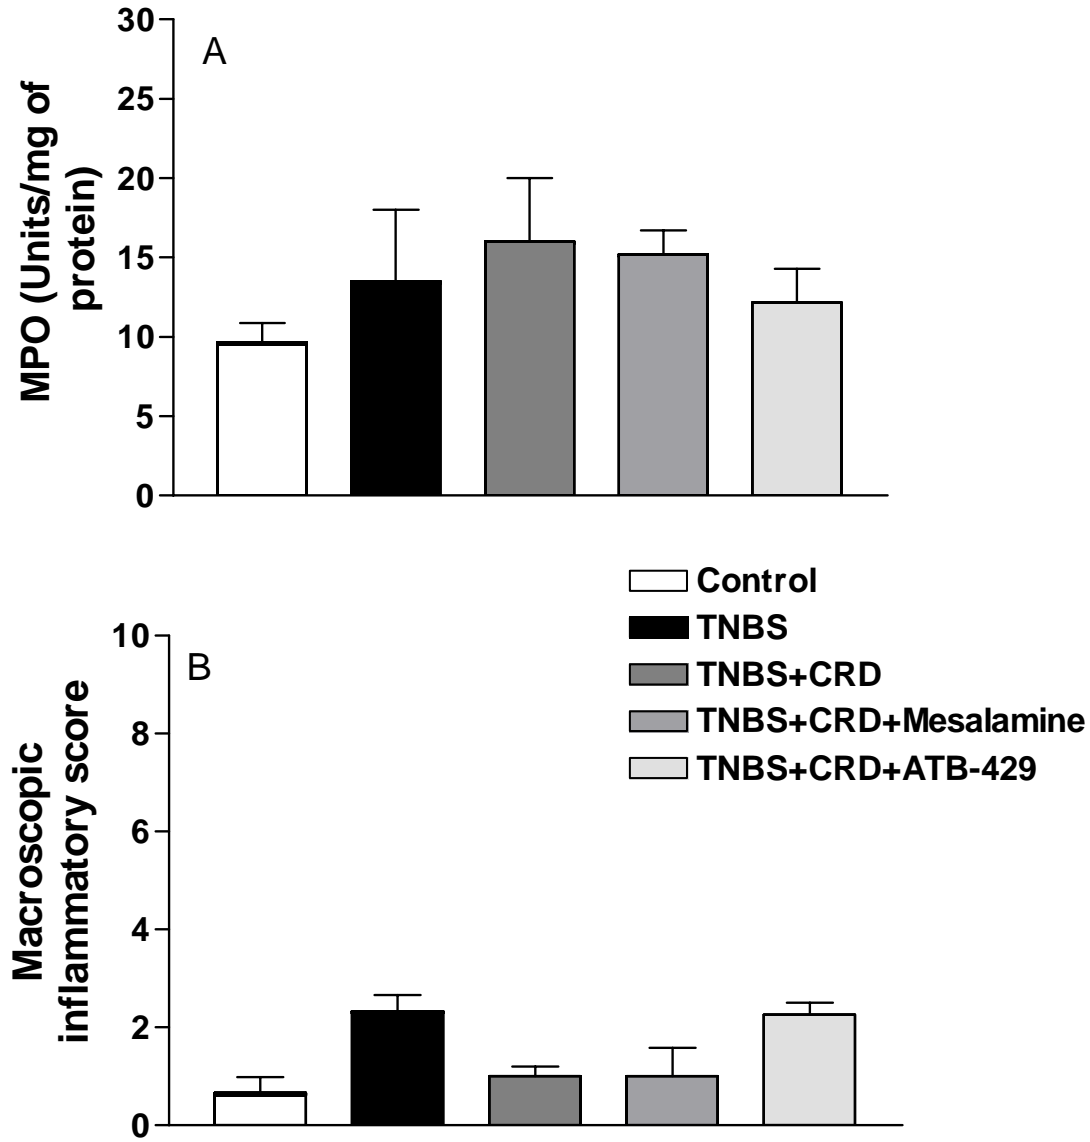 A
MPO (Units/mg of
protein)
30
25
20
15
10
5
0
Control
TNBS
TNBS+CRD
TNBS+CRD+Mesalamine
TNBS+CRD+ATB-429
B
Macroscopic
inflammatory score
10
8
6
4
2
0